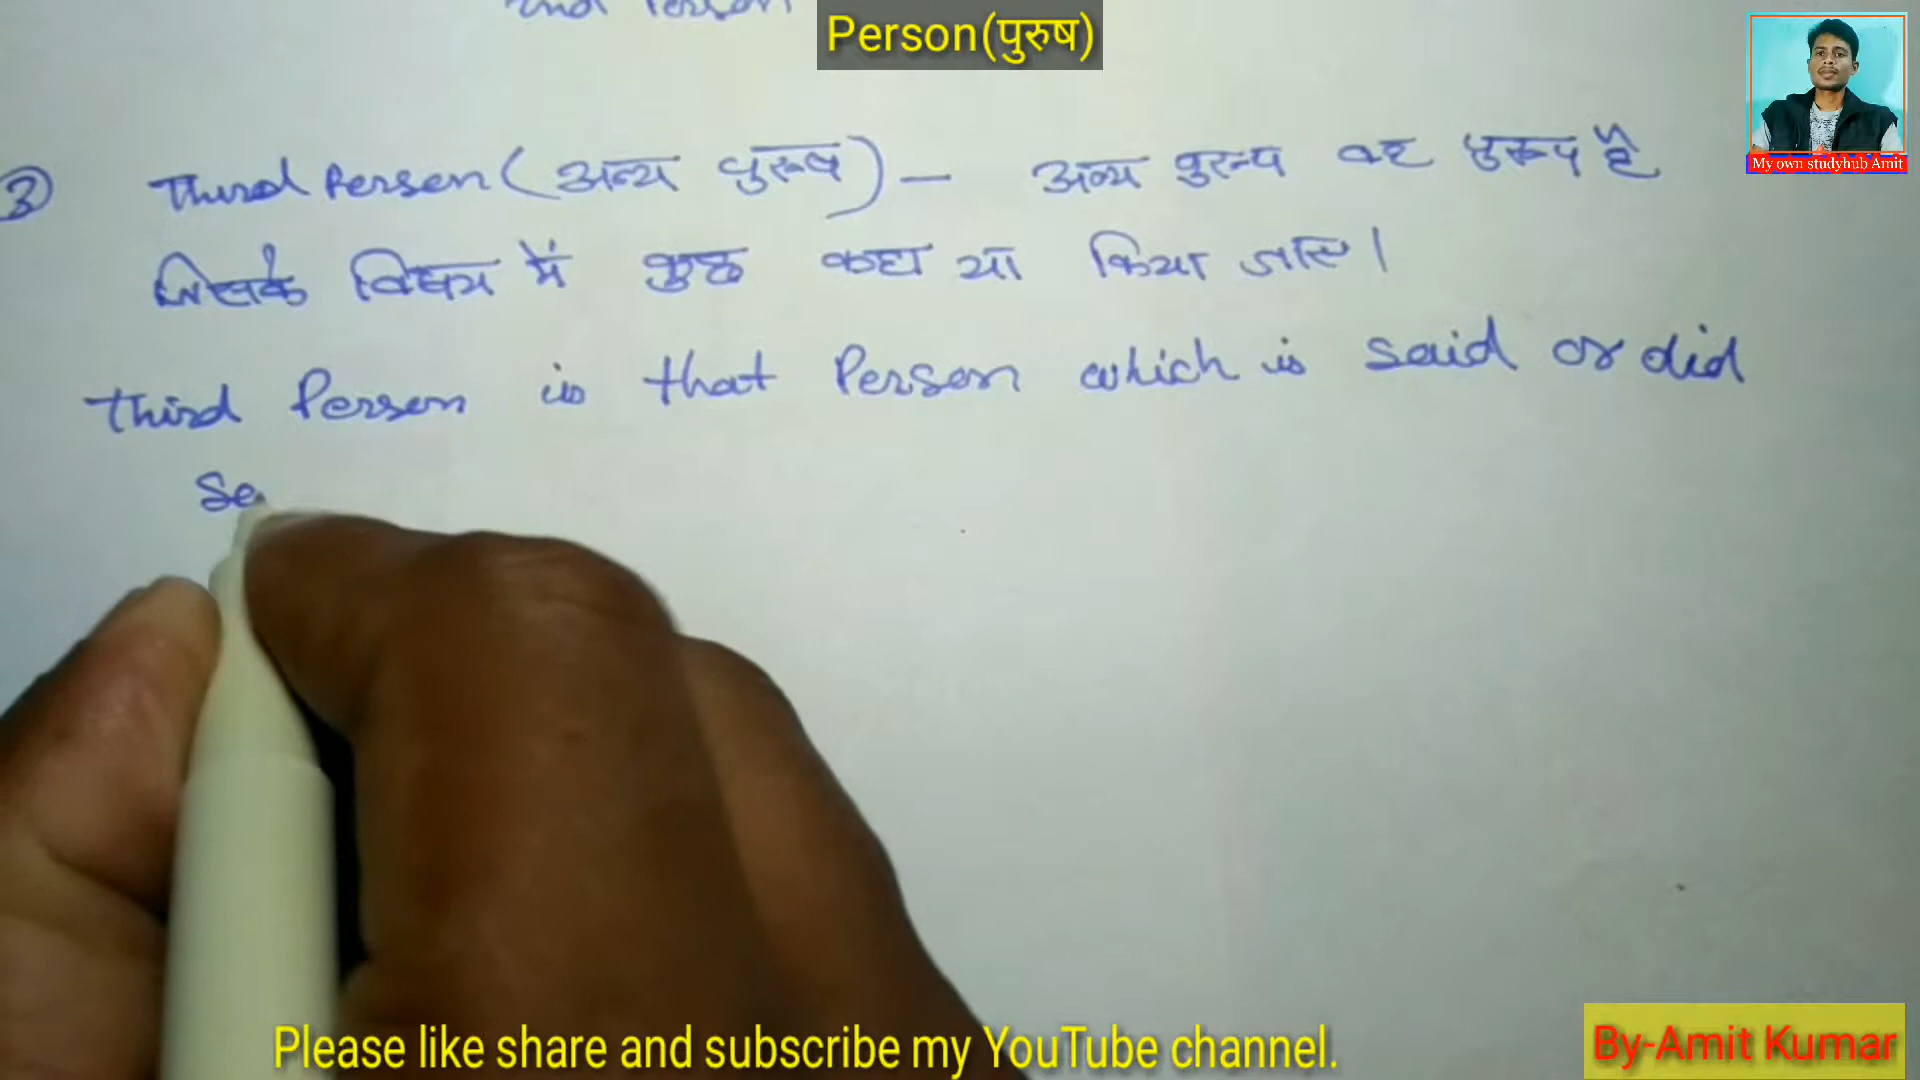 Person(पुरुष)
My own studyhub Amit
3 Third Person (अन्य पुरूष) — अन्य पुरूष वह पुरूष है
जिसके विषय में कुछ कहा या किया जाए।
Third Person is that Person which is said or did
Se
Please like share and subscribe my YouTube channel.
By-Amit Kumar